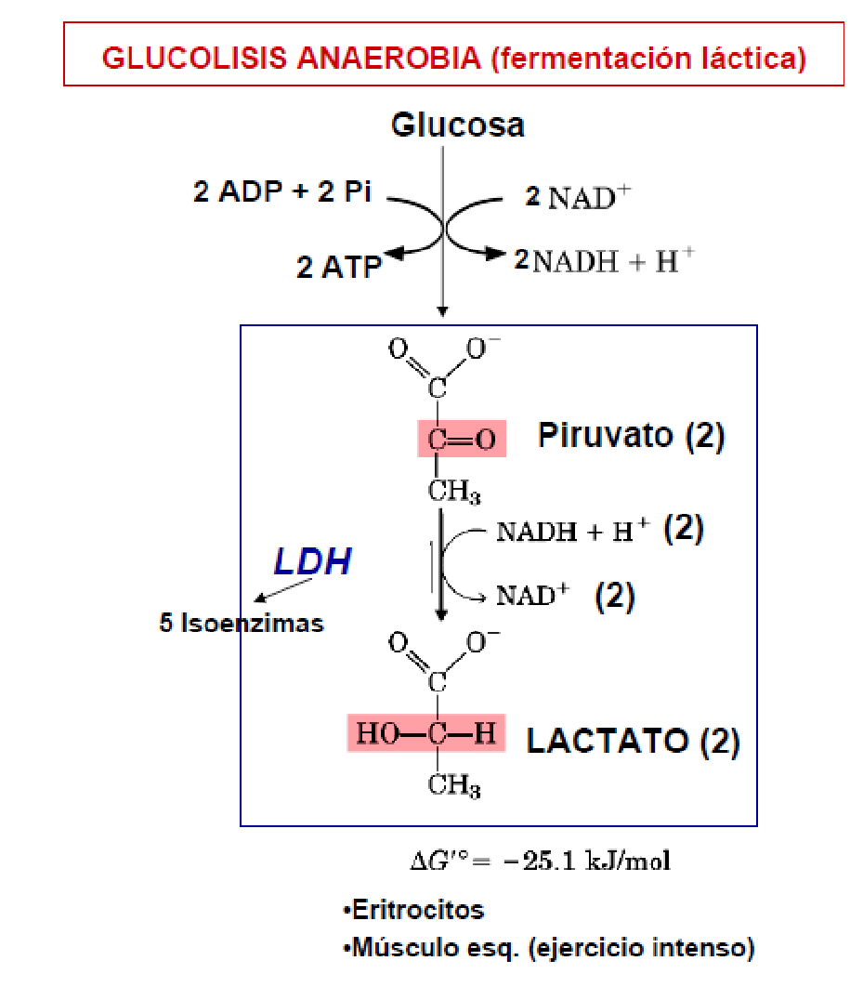 GLUCOLISIS ANAEROBIA (fermentación láctica)
Glucosa
2 ADP + 2 Pi
2 NAD⁺
2 ATP
2NADH + H⁺
O
O⁻
C
C=O
Piruvato (2)
CH₃
NADH + H⁺ (2)
LDH
NAD⁺ (2)
5 Isoenzimas
O
O⁻
C
HO—C—H
LACTATO (2)
CH₃
ΔG'° = −25.1 kJ/mol
•Eritrocitos
•Músculo esq. (ejercicio intenso)